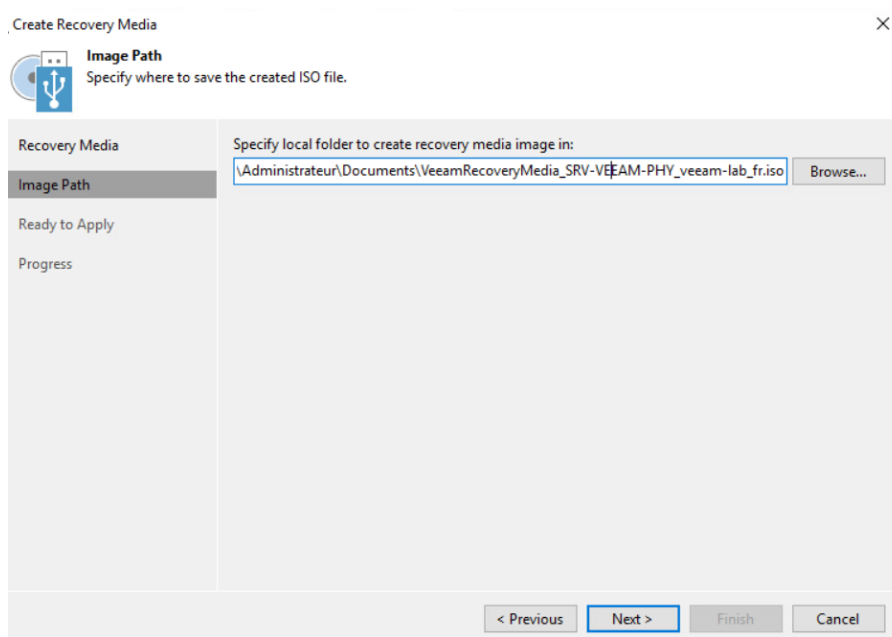 Create Recovery Media
Image Path
Specify where to save the created ISO file.
Recovery Media
Image Path
Ready to Apply
Progress
Specify local folder to create recovery media image in:
\Administrateur\Documents\VeeamRecoveryMedia_SRV-VEEAM-PHY_veeam-lab_fr.iso
Browse...
< Previous
Next >
Finish
Cancel